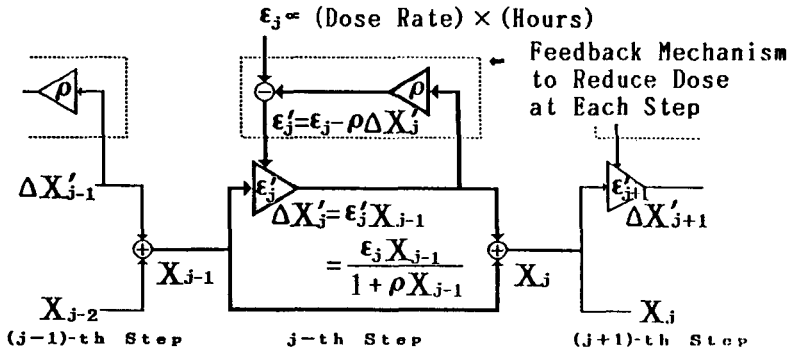 εj ∝ (Dose Rate) × (Hours)
Feedback Mechanism
to Reduce Dose
at Each Step
ρ
−
ρ
ε′j=εj−ρΔX′j
ΔX′j-1
ε′j
ΔX′j=ε′jXj-1
= εjXj-1 / 1+ρXj-1
ε′j+1
ΔX′j+1
+
Xj-1
+
Xj
Xj-2
Xj
(j-1)-th Step
j-th Step
(j+1)-th Step